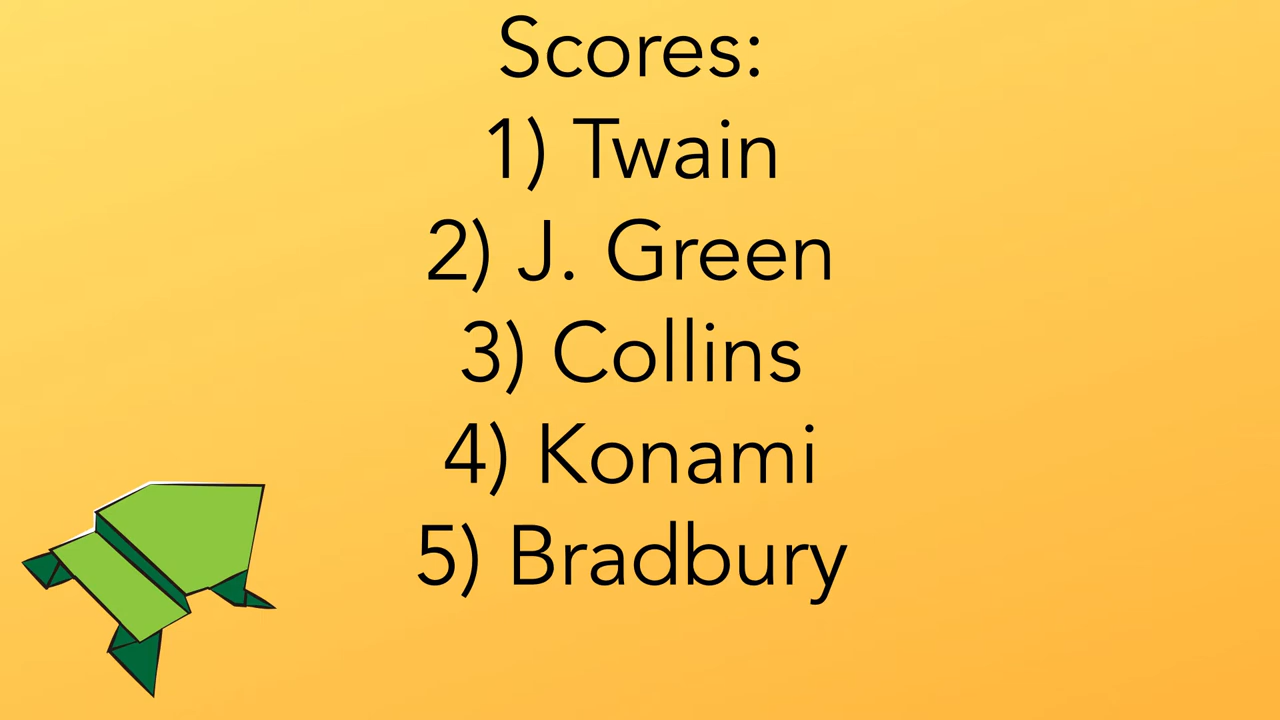 Scores:
1) Twain
2) J. Green
3) Collins
4) Konami
5) Bradbury